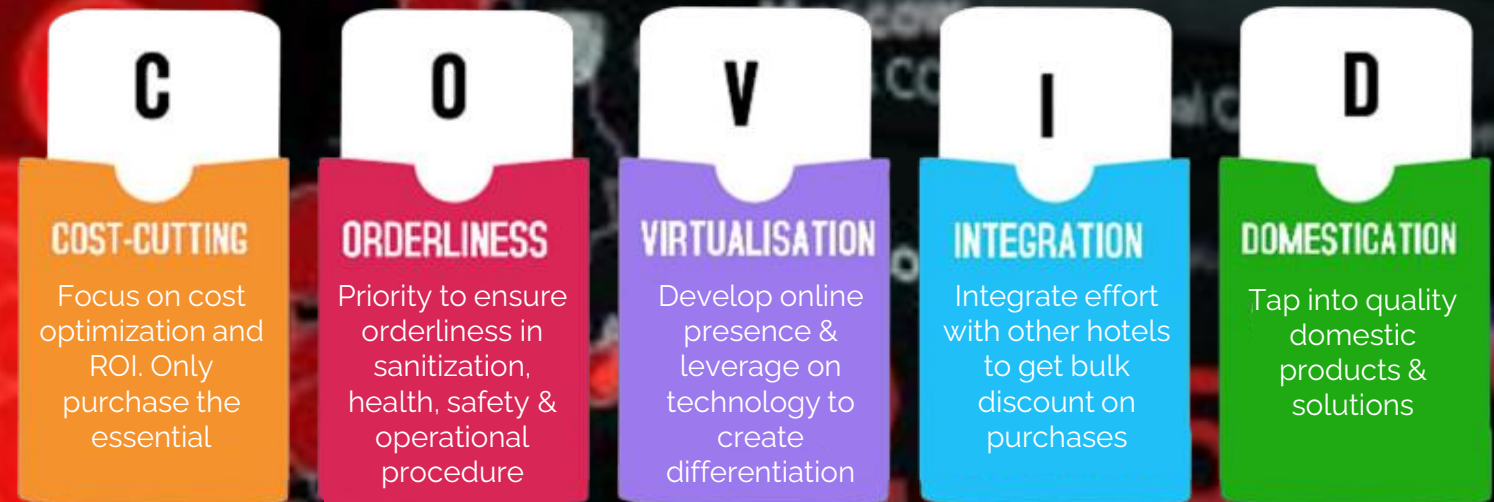 C
COST-CUTTING
Focus on cost
optimization and
ROI. Only
purchase the
essential
O
ORDERLINESS
Priority to ensure
orderliness in
sanitization,
health, safety &
operational
procedure
V
VIRTUALISATION
Develop online
presence &
leverage on
technology to
create
differentiation
I
INTEGRATION
Integrate effort
with other hotels
to get bulk
discount on
purchases
D
DOMESTICATION
Tap into quality
domestic
products &
solutions